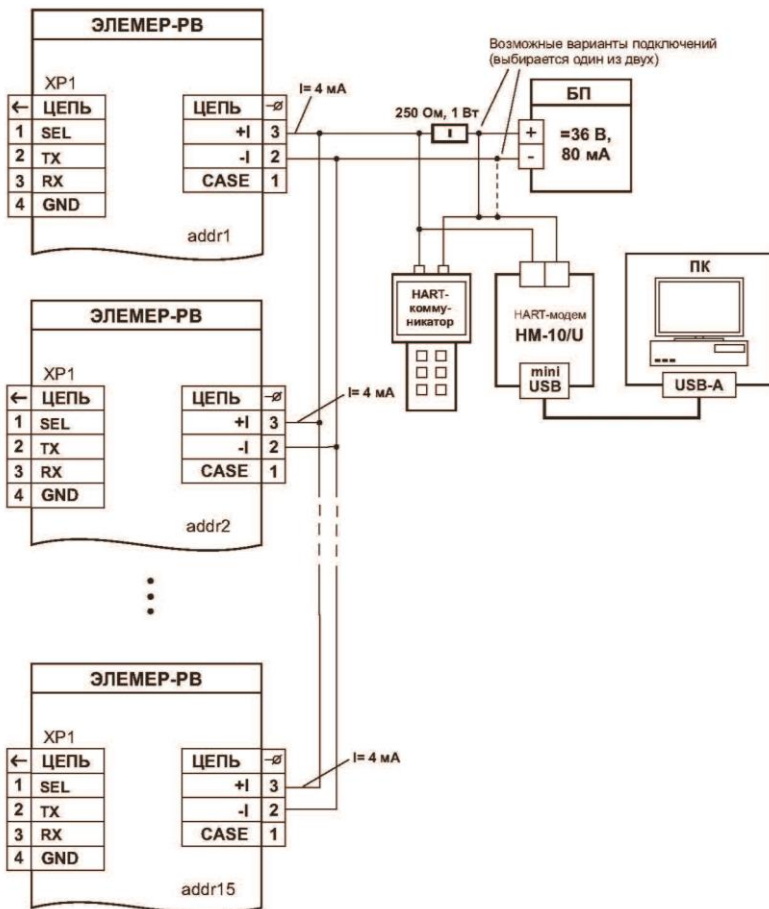 ЭЛЕМЕР-РВ
XP1
← ЦЕПЬ
1 SEL
2 TX
3 RX
4 GND
ЦЕПЬ
+I 3
-I 2
CASE 1
addr1
I= 4 мА
250 Ом, 1 Вт
Возможные варианты подключений
(выбирается один из двух)
БП
+
-
=36 В,
80 мА
HART-
комму-
никатор
HART-модем
HM-10/U
mini
USB
ПК
USB-A
ЭЛЕМЕР-РВ
XP1
← ЦЕПЬ
1 SEL
2 TX
3 RX
4 GND
ЦЕПЬ
+I 3
-I 2
CASE 1
addr2
I= 4 мА
ЭЛЕМЕР-РВ
XP1
← ЦЕПЬ
1 SEL
2 TX
3 RX
4 GND
ЦЕПЬ
+I 3
-I 2
CASE 1
addr15
I= 4 мА